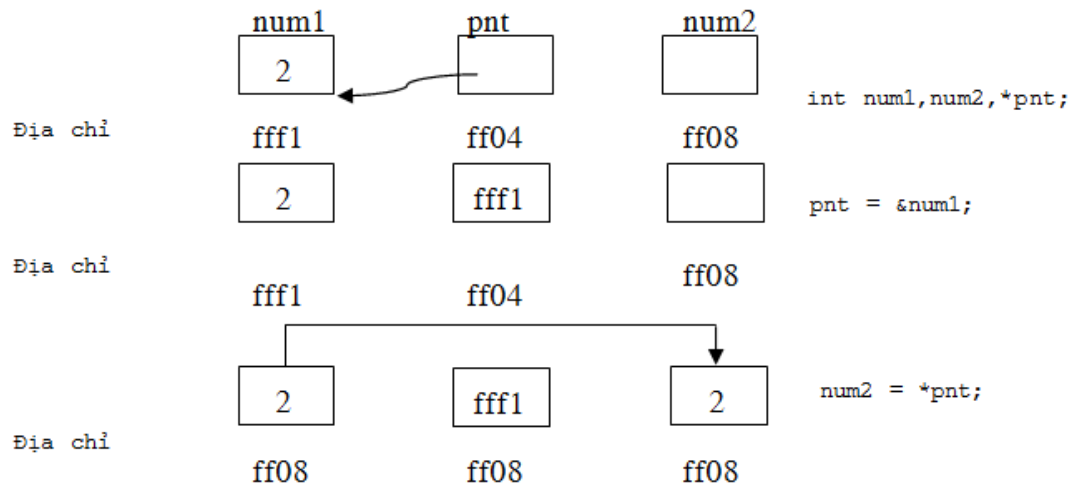 num1 pnt num2
2
int num1,num2,*pnt;
Địa chỉ fff1 ff04 ff08
2 fff1 pnt = &num1;
Địa chỉ fff1 ff04 ff08
2 fff1 2 num2 = *pnt;
Địa chỉ ff08 ff08 ff08